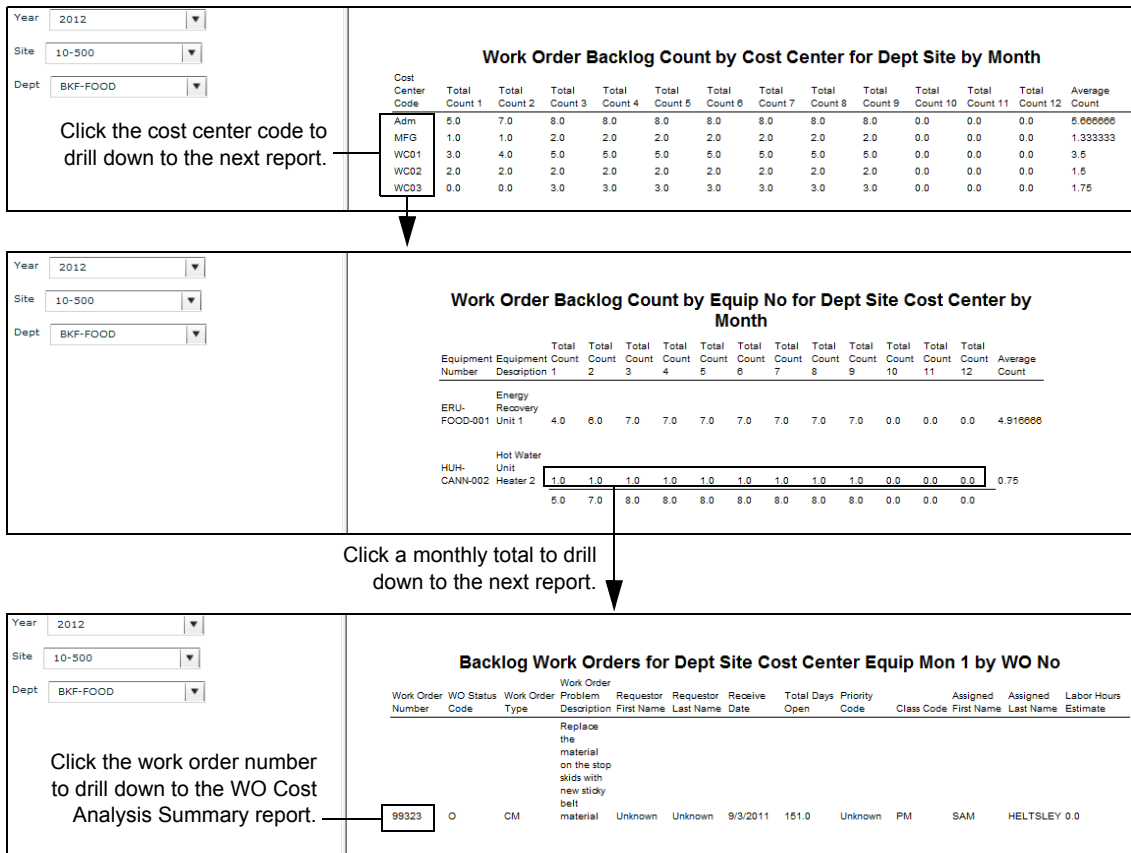 Year 2012
Site 10-500
Dept BKF-FOOD
Click the cost center code to
drill down to the next report.
Work Order Backlog Count by Cost Center for Dept Site by Month
Cost
Center Total Total Total Total Total Total Total Total Total Total Total Total Average
Code Count 1 Count 2 Count 3 Count 4 Count 5 Count 6 Count 7 Count 8 Count 9 Count 10 Count 11 Count 12 Count
Adm 5.0 7.0 8.0 8.0 8.0 8.0 8.0 8.0 8.0 0.0 0.0 0.0 5.666666
MFG 1.0 1.0 2.0 2.0 2.0 2.0 2.0 2.0 2.0 0.0 0.0 0.0 1.333333
WC01 3.0 4.0 5.0 5.0 5.0 5.0 5.0 5.0 5.0 0.0 0.0 0.0 3.5
WC02 2.0 2.0 2.0 2.0 2.0 2.0 2.0 2.0 2.0 0.0 0.0 0.0 1.5
WC03 0.0 0.0 3.0 3.0 3.0 3.0 3.0 3.0 3.0 0.0 0.0 0.0 1.75
Year 2012
Site 10-500
Dept BKF-FOOD
Work Order Backlog Count by Equip No for Dept Site Cost Center by
Month
Total Total Total Total Total Total Total Total Total Total Total Total
Equipment Equipment Count Count Count Count Count Count Count Count Count Count Count Count Average
Number Description 1 2 3 4 5 6 7 8 9 10 11 12 Count
Energy
ERU- Recovery
FOOD-001 Unit 1 4.0 6.0 7.0 7.0 7.0 7.0 7.0 7.0 7.0 0.0 0.0 0.0 4.916666
Hot Water
HUH- Unit
CANN-002 Heater 2 1.0 1.0 1.0 1.0 1.0 1.0 1.0 1.0 1.0 0.0 0.0 0.0 0.75
5.0 7.0 8.0 8.0 8.0 8.0 8.0 8.0 8.0 0.0 0.0 0.0
Click a monthly total to drill
down to the next report.
Year 2012
Site 10-500
Dept BKF-FOOD
Click the work order number
to drill down to the WO Cost
Analysis Summary report.
Backlog Work Orders for Dept Site Cost Center Equip Mon 1 by WO No
Work Order
Work Order WO Status Work Order Problem Requestor Requestor Receive Total Days Priority Assigned Assigned Labor Hours
Number Code Type Description First Name Last Name Date Open Code Class Code First Name Last Name Estimate
Replace
the
material
on the stop
skids with
new sticky
belt
99323 O CM material Unknown Unknown 9/3/2011 151.0 Unknown PM SAM HELTSLEY 0.0